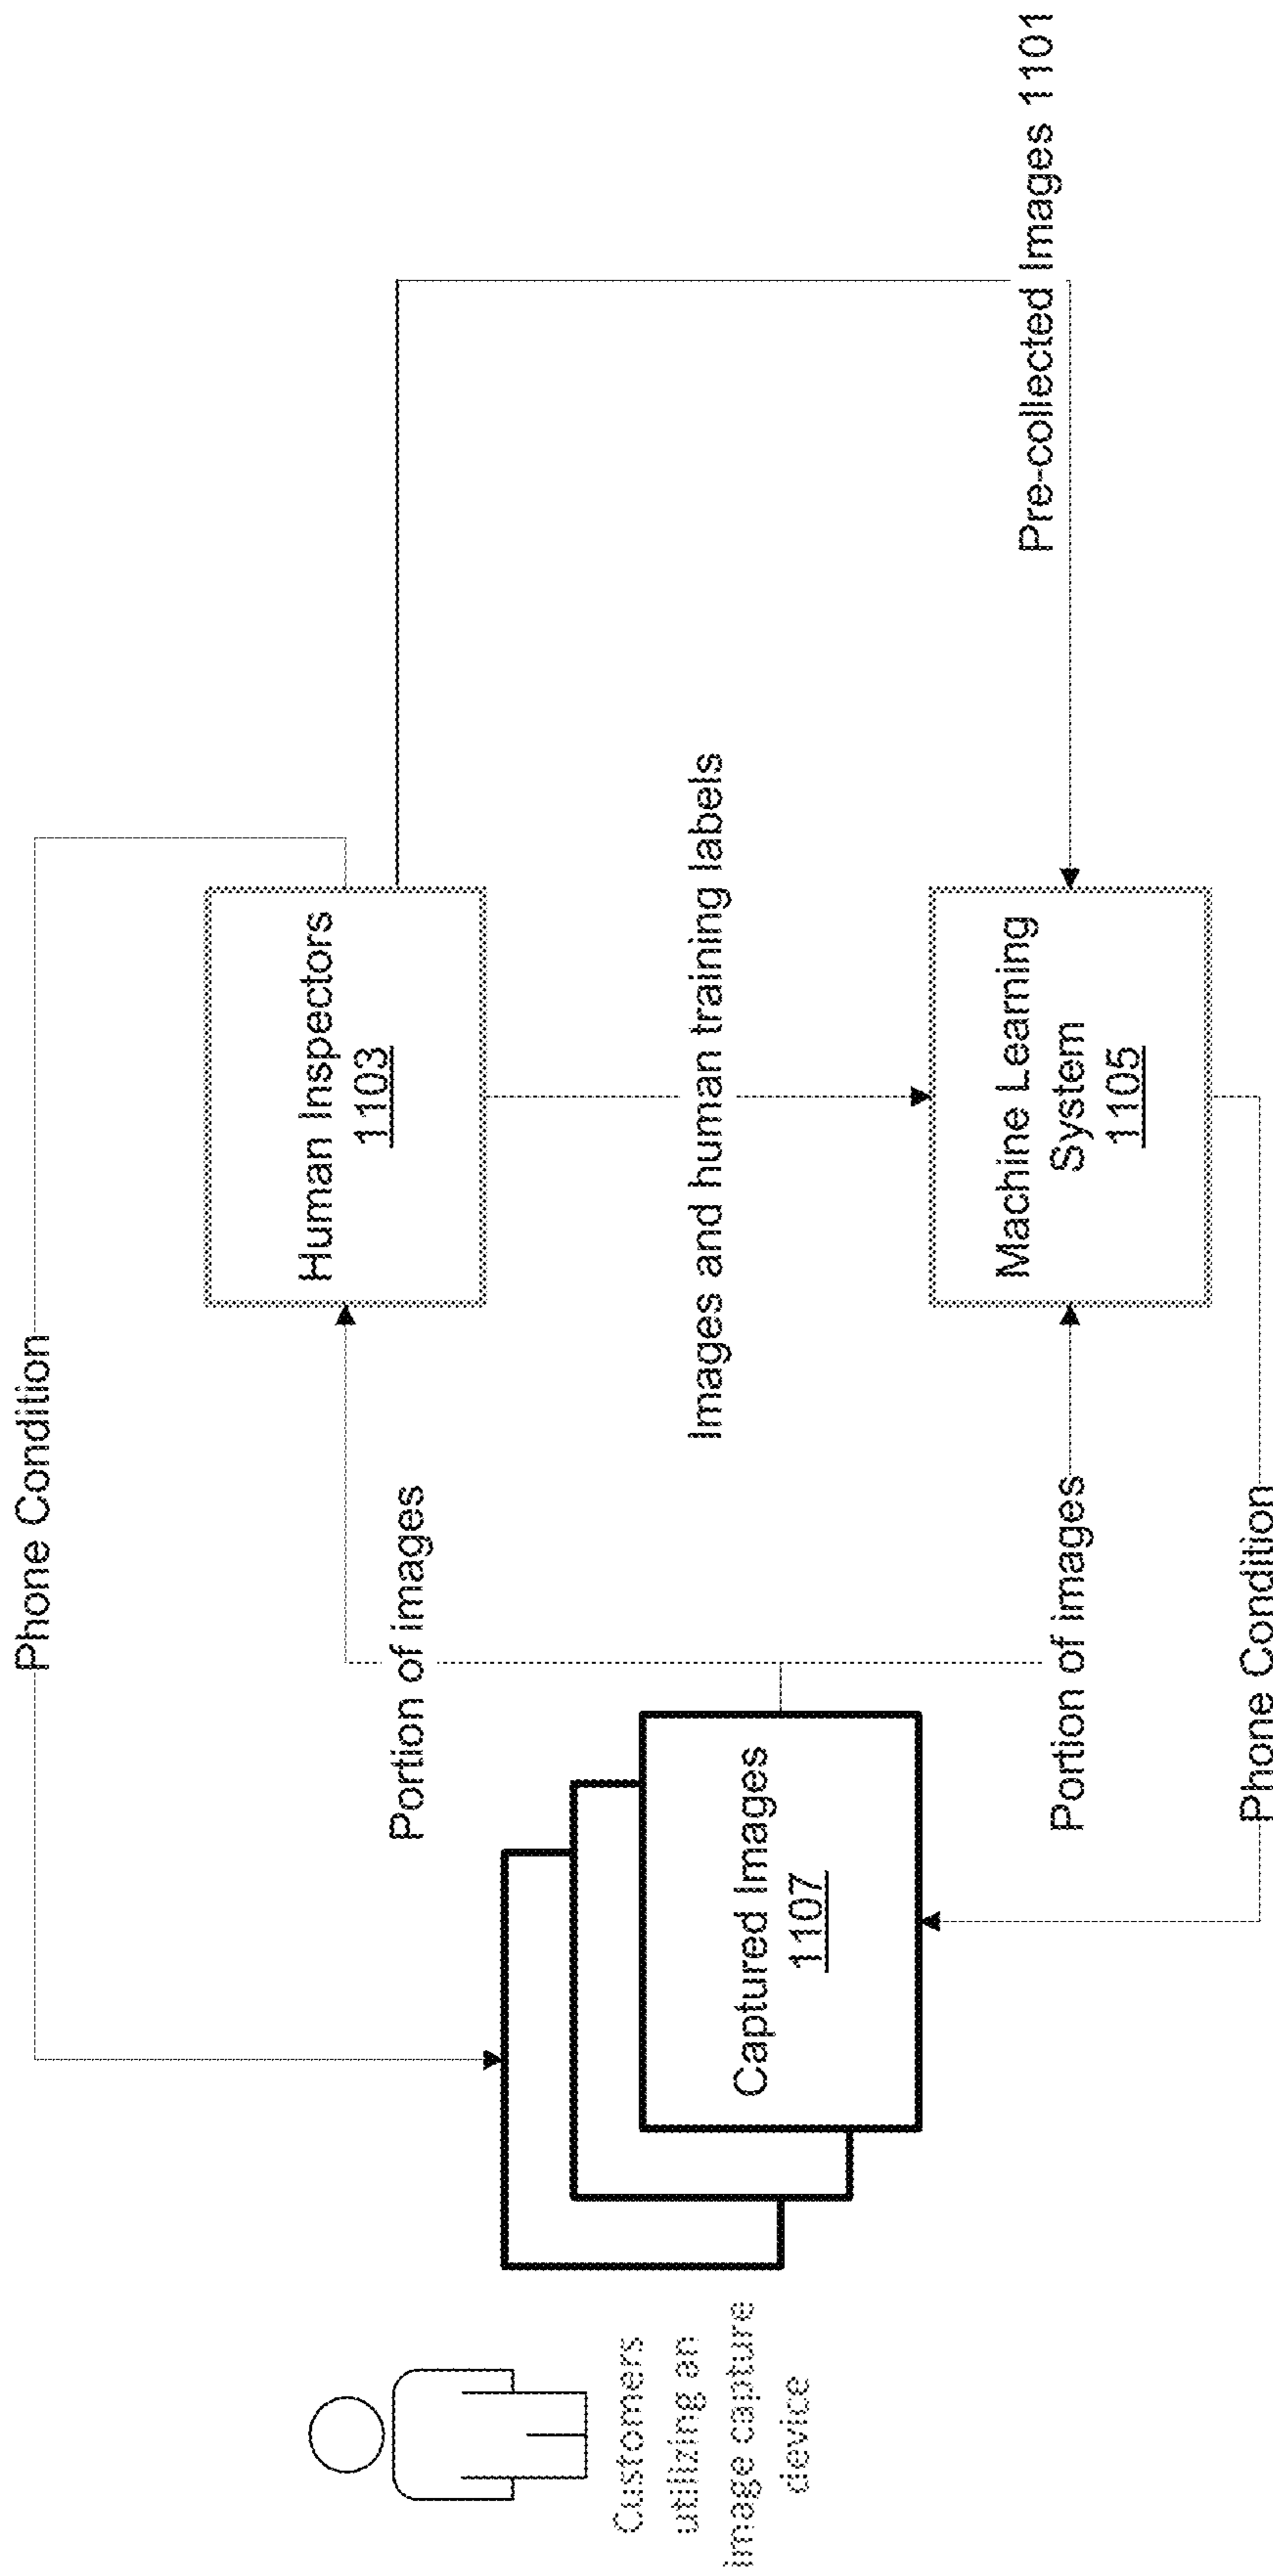 Phone Condition
Human Inspectors
1103
Portion of images
Customers
utilizing an
image capture
device
Captured Images
1107
Images and human training labels
Machine Learning
System
1105
Pre-collected Images 1101
Portion of images
Phone Condition